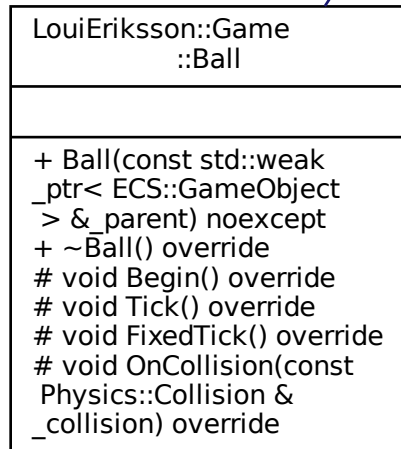 LouiEriksson::Game
::Ball
+ Ball(const std::weak
_ptr< ECS::GameObject
> &_parent) noexcept
+ ~Ball() override
# void Begin() override
# void Tick() override
# void FixedTick() override
# void OnCollision(const
Physics::Collision &
_collision) override